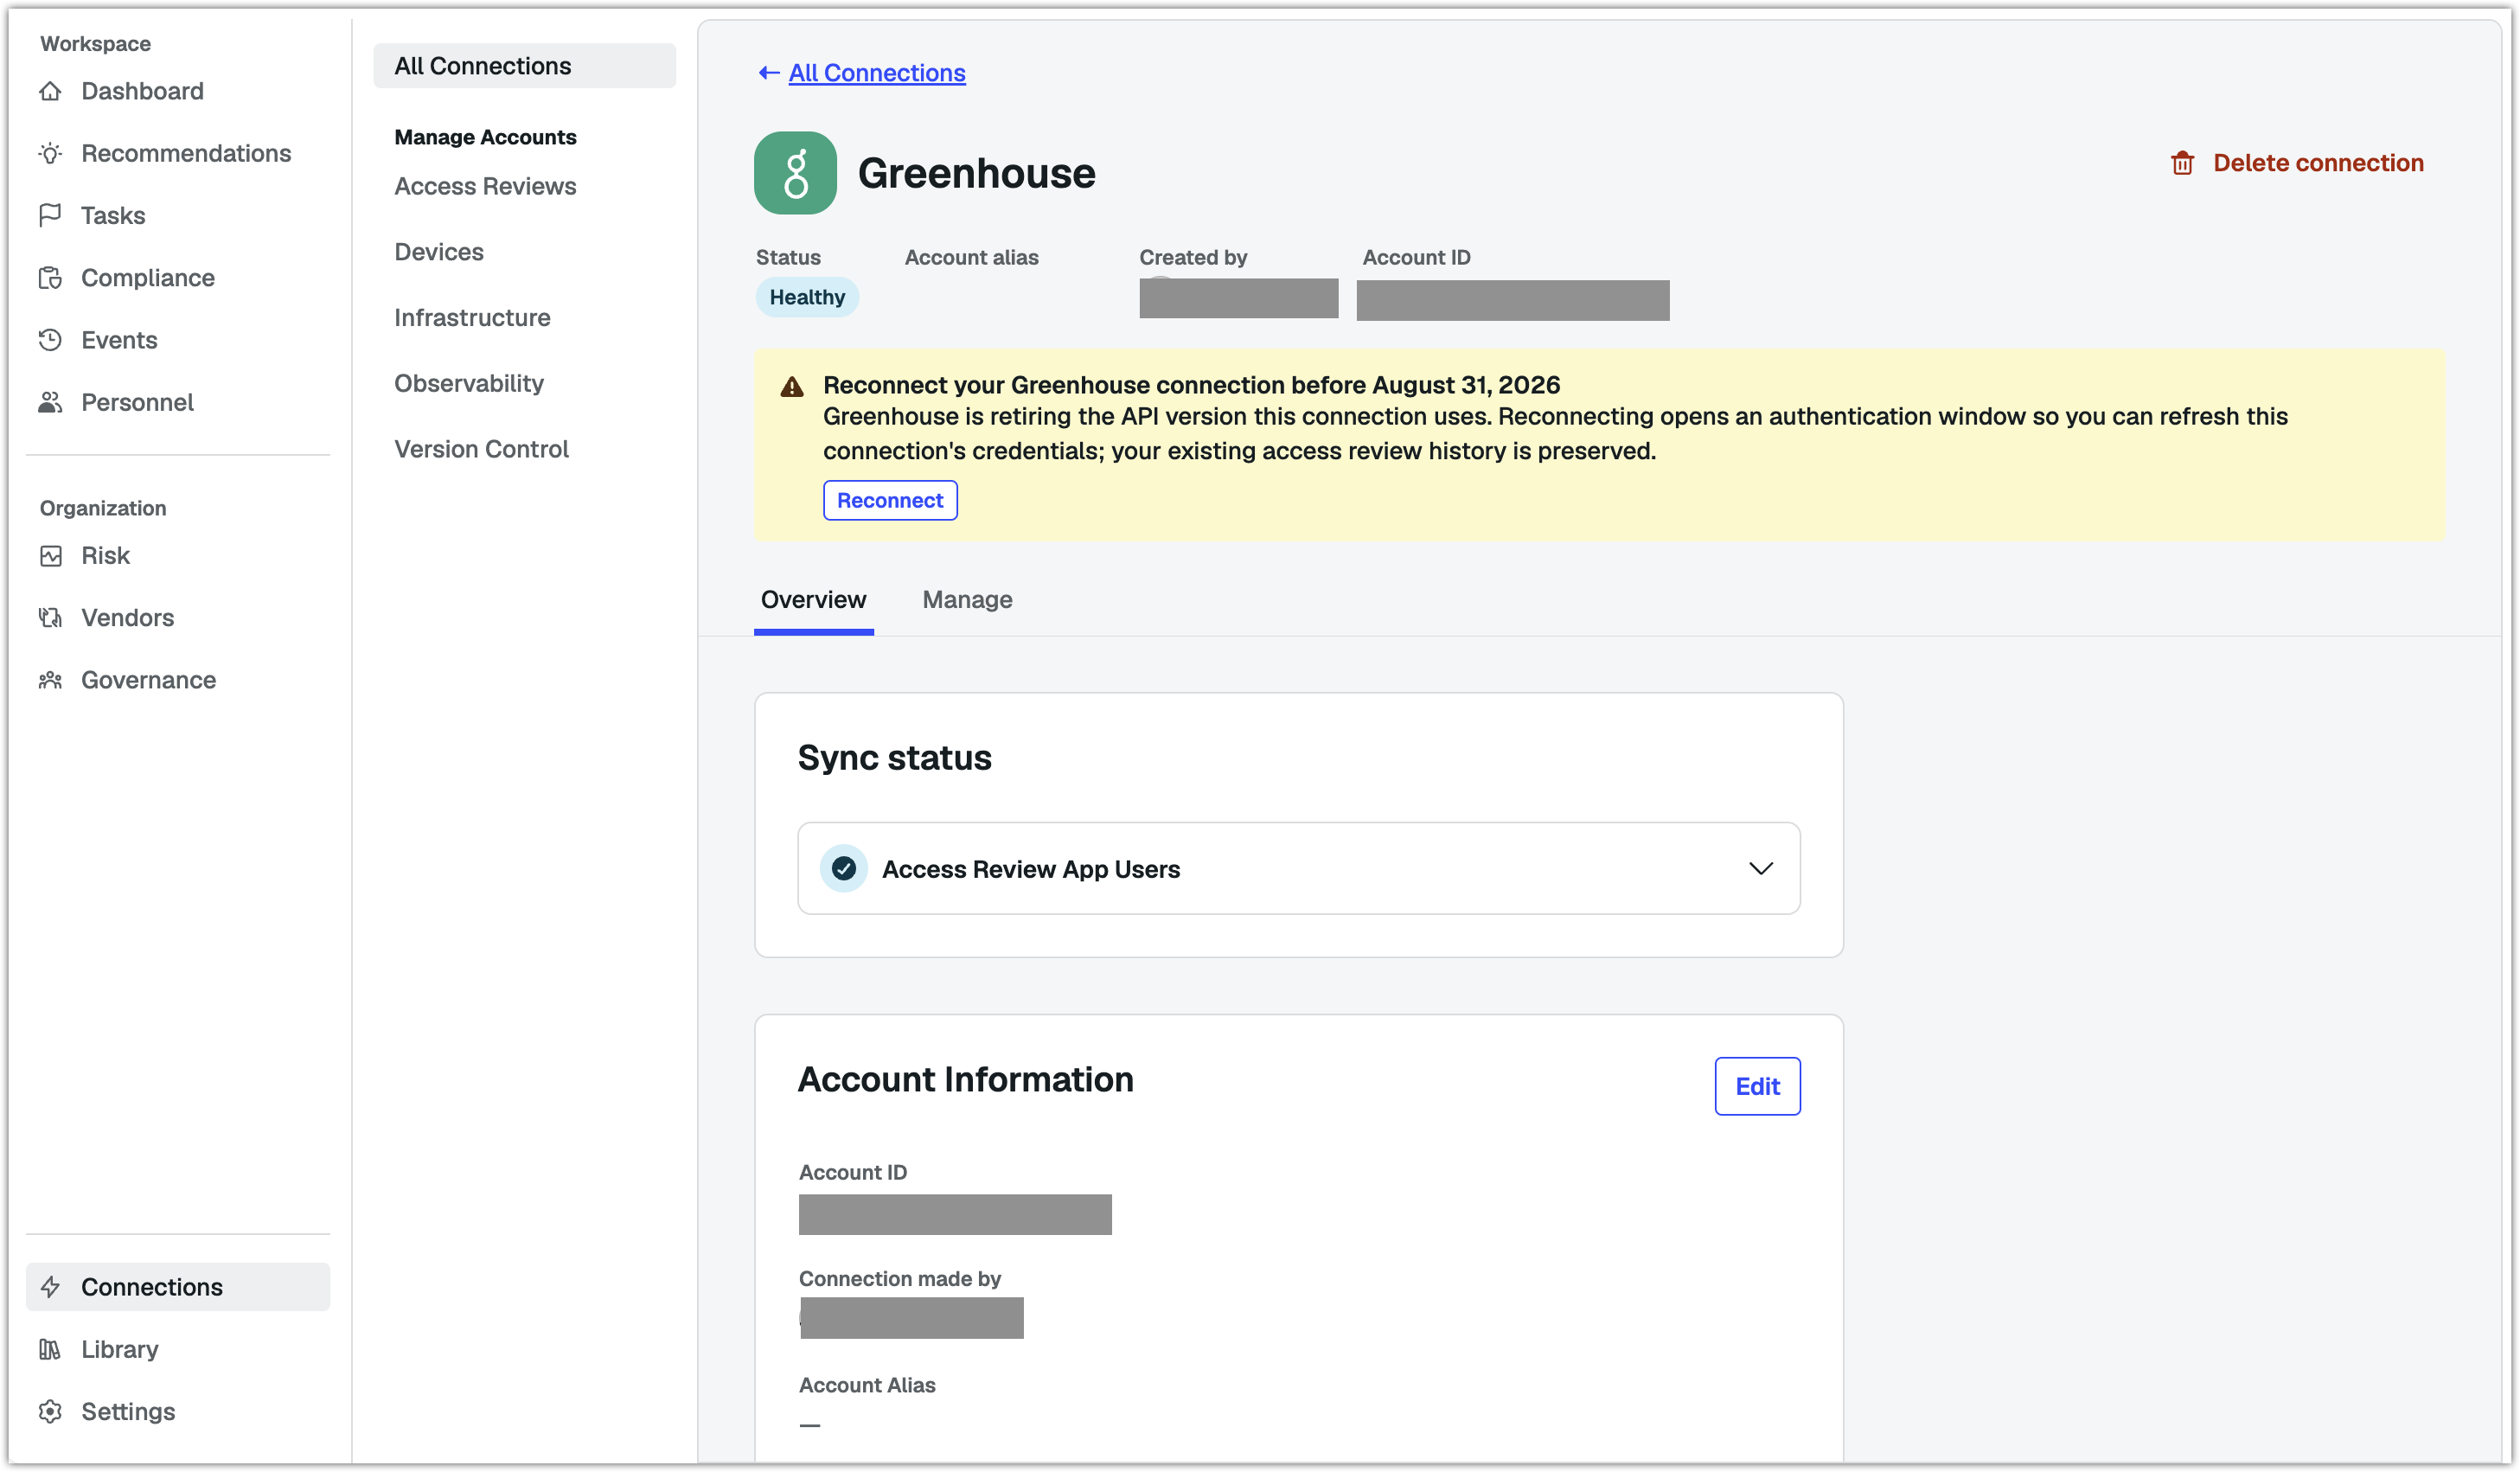 Workspace
Dashboard
Recommendations
Tasks
Compliance
Events
Personnel
Organization
Risk
Vendors
Governance
Connections
Library
Settings
All Connections
Manage Accounts
Access Reviews
Devices
Infrastructure
Observability
Version Control
← All Connections
Greenhouse
Delete connection
Status
Account alias
Created by
Account ID
Healthy
Reconnect your Greenhouse connection before August 31, 2026
Greenhouse is retiring the API version this connection uses. Reconnecting opens an authentication window so you can refresh this
connection's credentials; your existing access review history is preserved.
Reconnect
Overview
Manage
Sync status
Access Review App Users
Account Information
Edit
Account ID
Connection made by
Account Alias
—